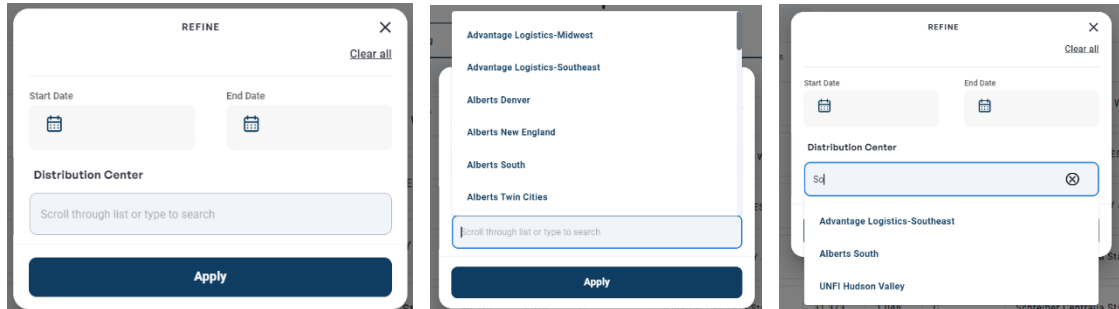 REFINE
Clear all
Start Date
End Date
Distribution Center
Scroll through list or type to search
Apply
Advantage Logistics-Midwest
Advantage Logistics-Southeast
Alberts Denver
Alberts New England
Alberts South
Alberts Twin Cities
Scroll through list or type to search
Apply
REFINE
Clear all
Start Date
End Date
Distribution Center
So
Advantage Logistics-Southeast
Alberts South
UNFI Hudson Valley